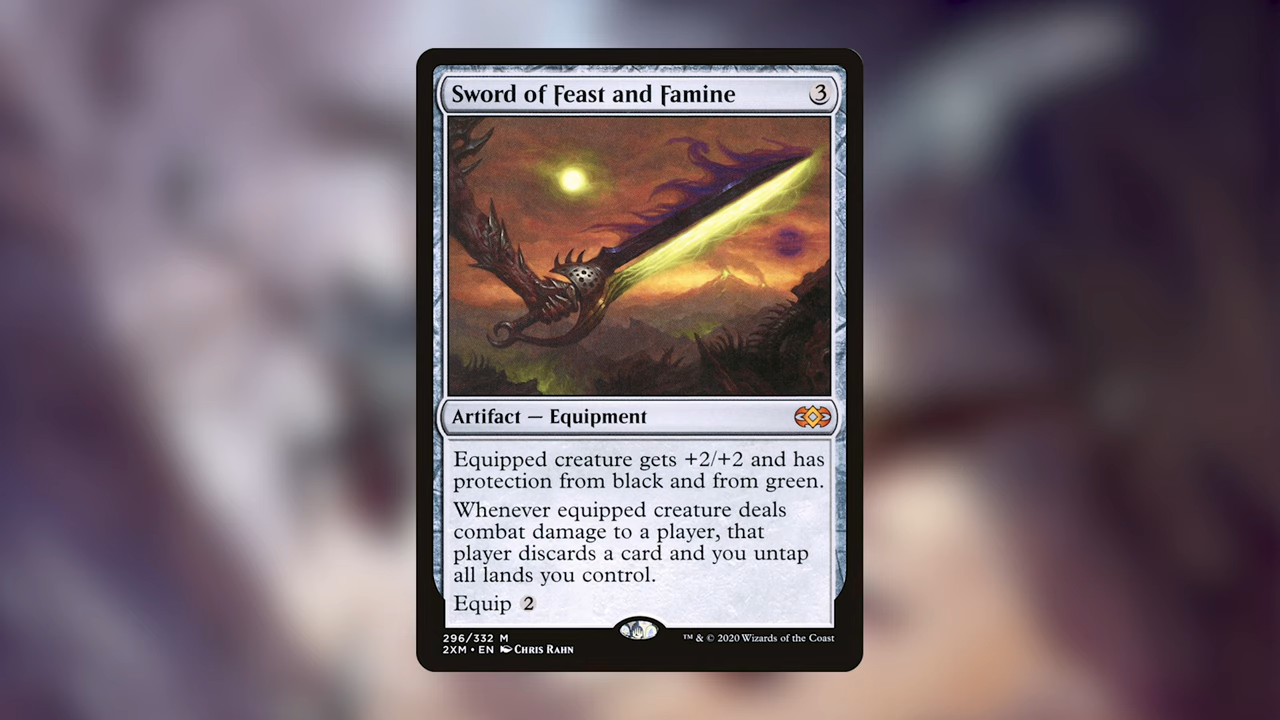 Sword of Feast and Famine 3
Artifact — Equipment
Equipped creature gets +2/+2 and has
protection from black and from green.
Whenever equipped creature deals
combat damage to a player, that
player discards a card and you untap
all lands you control.
Equip 2
296/332 M
™ & © 2020 Wizards of the Coast
2XM • EN Chris Rahn